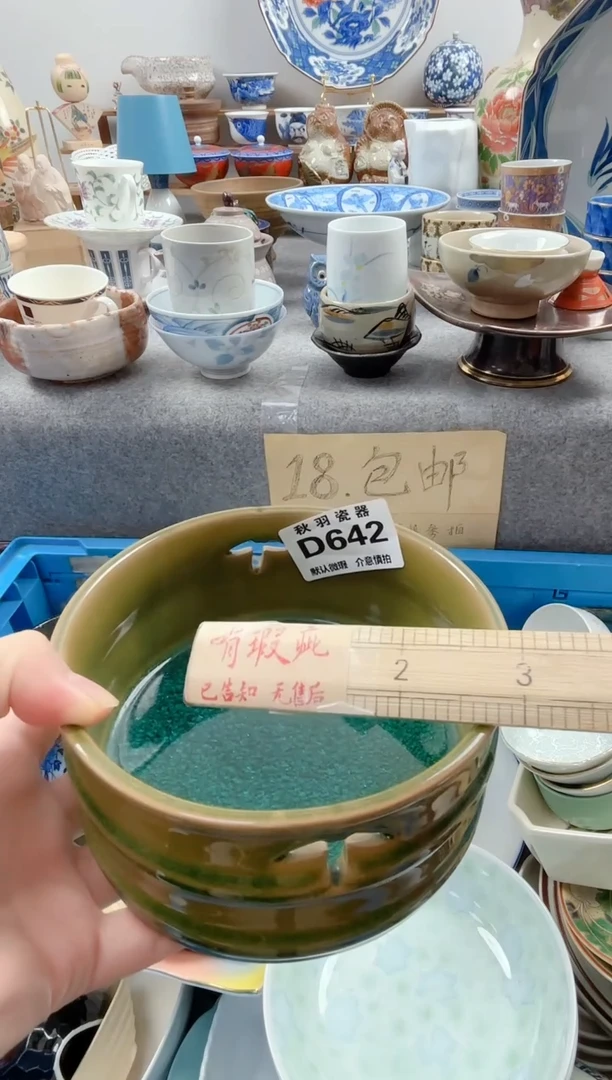 18.包邮
秋羽瓷器
D642
默认微瑕 介意慎拍
有瑕疵
已告知 无售后
2
3